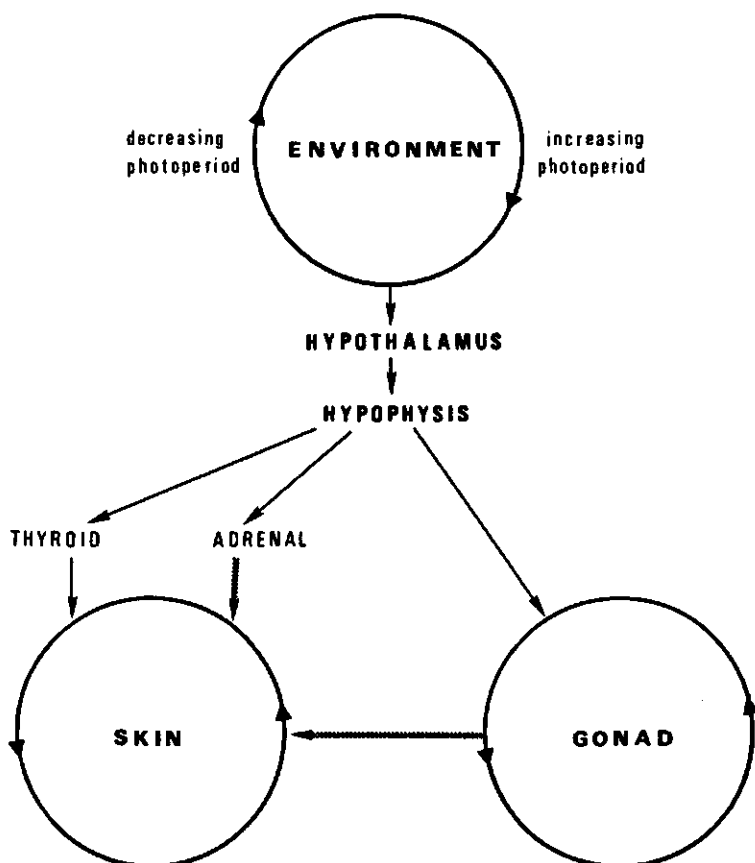 decreasing
photoperiod
ENVIRONMENT
increasing
photoperiod
HYPOTHALAMUS
HYPOPHYSIS
THYROID
ADRENAL
SKIN
GONAD